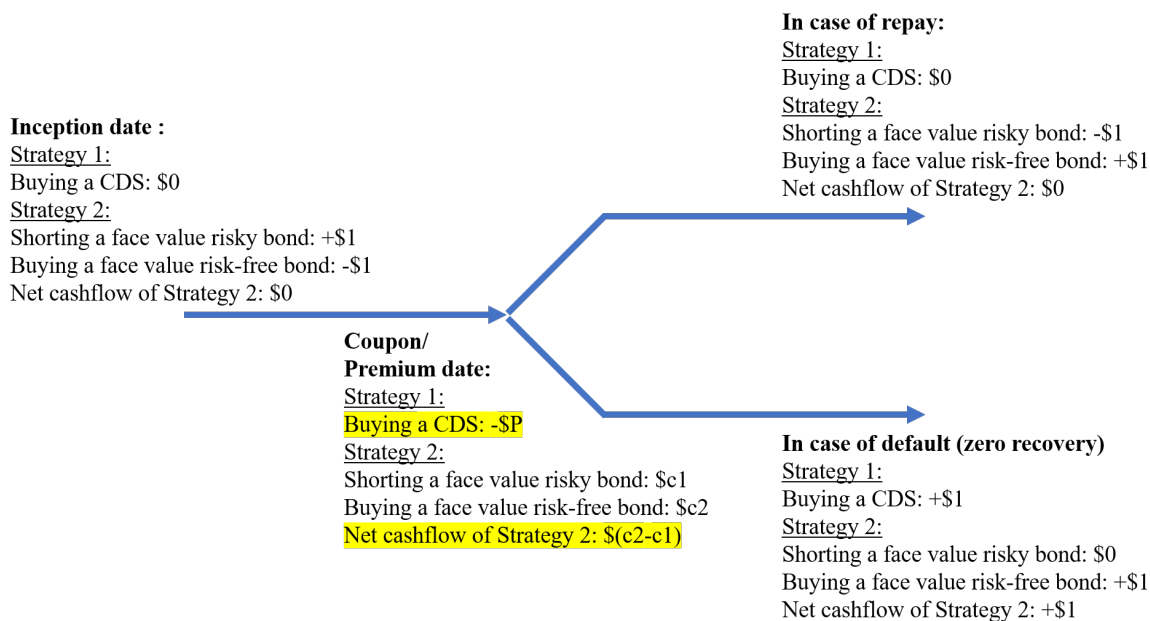 Inception date :
Strategy 1:
Buying a CDS: $0
Strategy 2:
Shorting a face value risky bond: +$1
Buying a face value risk-free bond: -$1
Net cashflow of Strategy 2: $0
Coupon/
Premium date:
Strategy 1:
Buying a CDS: -$P
Strategy 2:
Shorting a face value risky bond: $c1
Buying a face value risk-free bond: $c2
Net cashflow of Strategy 2: $(c2-c1)
In case of repay:
Strategy 1:
Buying a CDS: $0
Strategy 2:
Shorting a face value risky bond: -$1
Buying a face value risk-free bond: +$1
Net cashflow of Strategy 2: $0
In case of default (zero recovery)
Strategy 1:
Buying a CDS: +$1
Strategy 2:
Shorting a face value risky bond: $0
Buying a face value risk-free bond: +$1
Net cashflow of Strategy 2: +$1